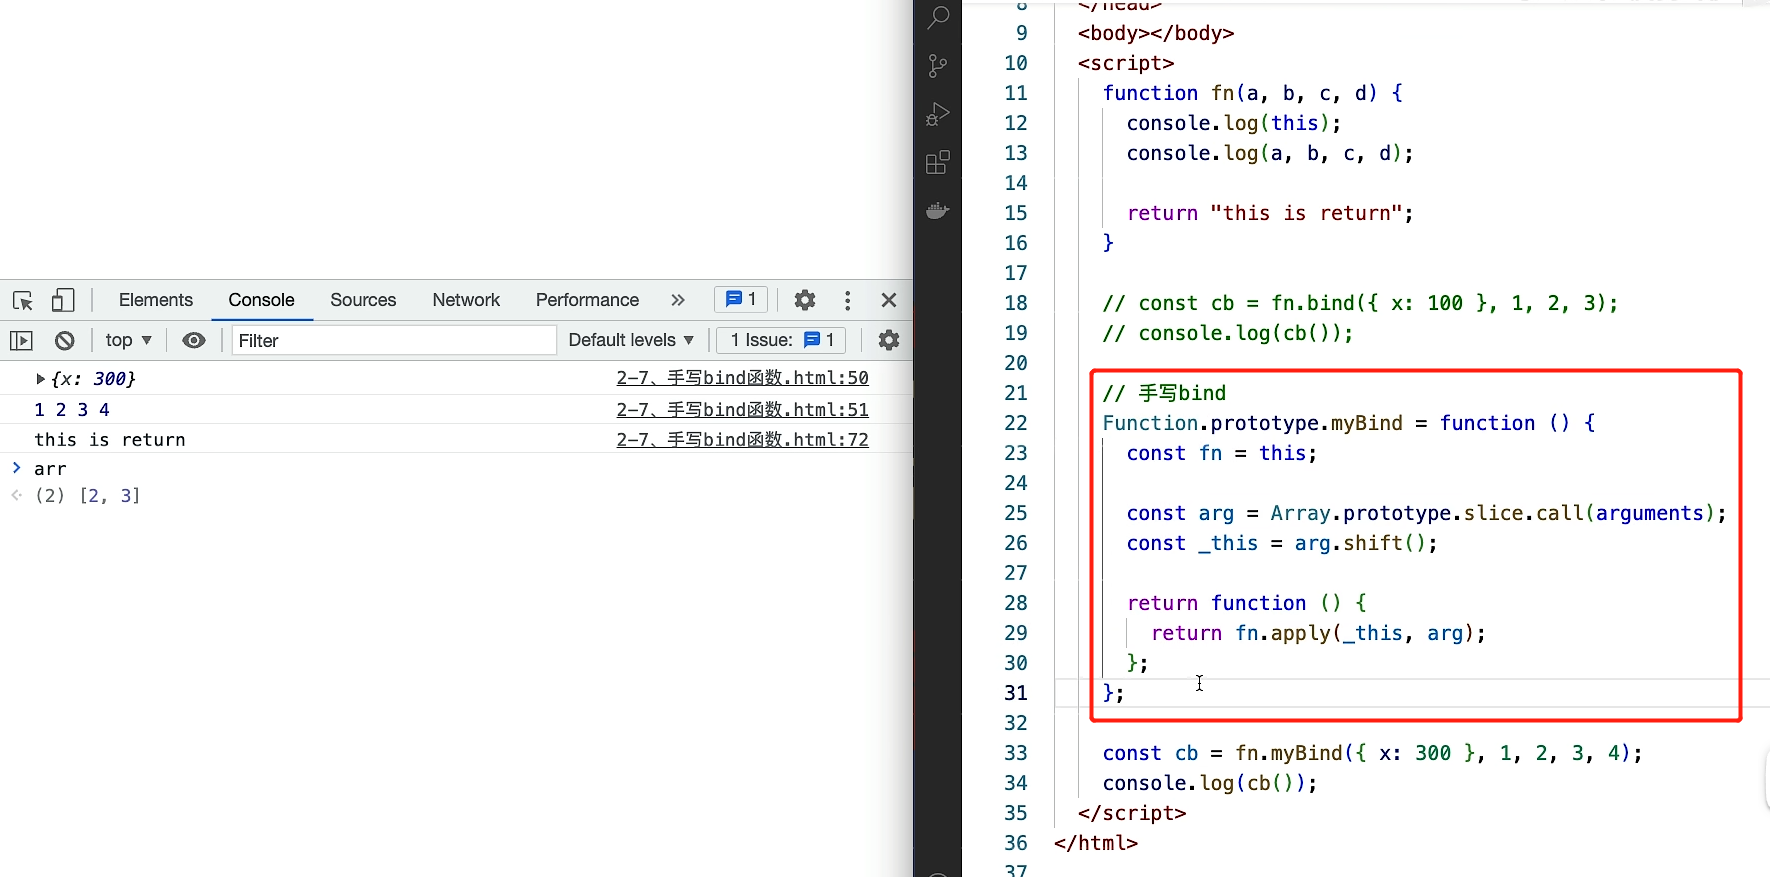 Elements Console Sources Network Performance » 1
top ▼ Filter Default levels ▼ 1 Issue: 1
▶ {x: 300} 2-7、手写bind函数.html:50
1 2 3 4 2-7、手写bind函数.html:51
this is return 2-7、手写bind函数.html:72
> arr
(2) [2, 3]
8 </head>
9 <body></body>
10 <script>
11 function fn(a, b, c, d) {
12 console.log(this);
13 console.log(a, b, c, d);
14
15 return "this is return";
16 }
17
18 // const cb = fn.bind({ x: 100 }, 1, 2, 3);
19 // console.log(cb());
20
21 // 手写bind
22 Function.prototype.myBind = function () {
23 const fn = this;
24
25 const arg = Array.prototype.slice.call(arguments);
26 const _this = arg.shift();
27
28 return function () {
29 return fn.apply(_this, arg);
30 };
31 };
32
33 const cb = fn.myBind({ x: 300 }, 1, 2, 3, 4);
34 console.log(cb());
35 </script>
36 </html>
37